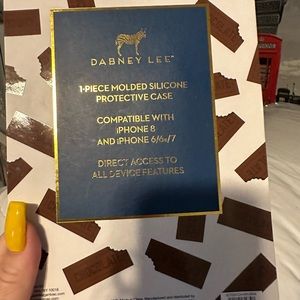 DABNEY LEE™
1-PIECE MOLDED SILICONE
PROTECTIVE CASE
COMPATIBLE WITH
iPHONE 8
AND iPHONE 6/6s/7
DIRECT ACCESS TO
ALL DEVICE FEATURES